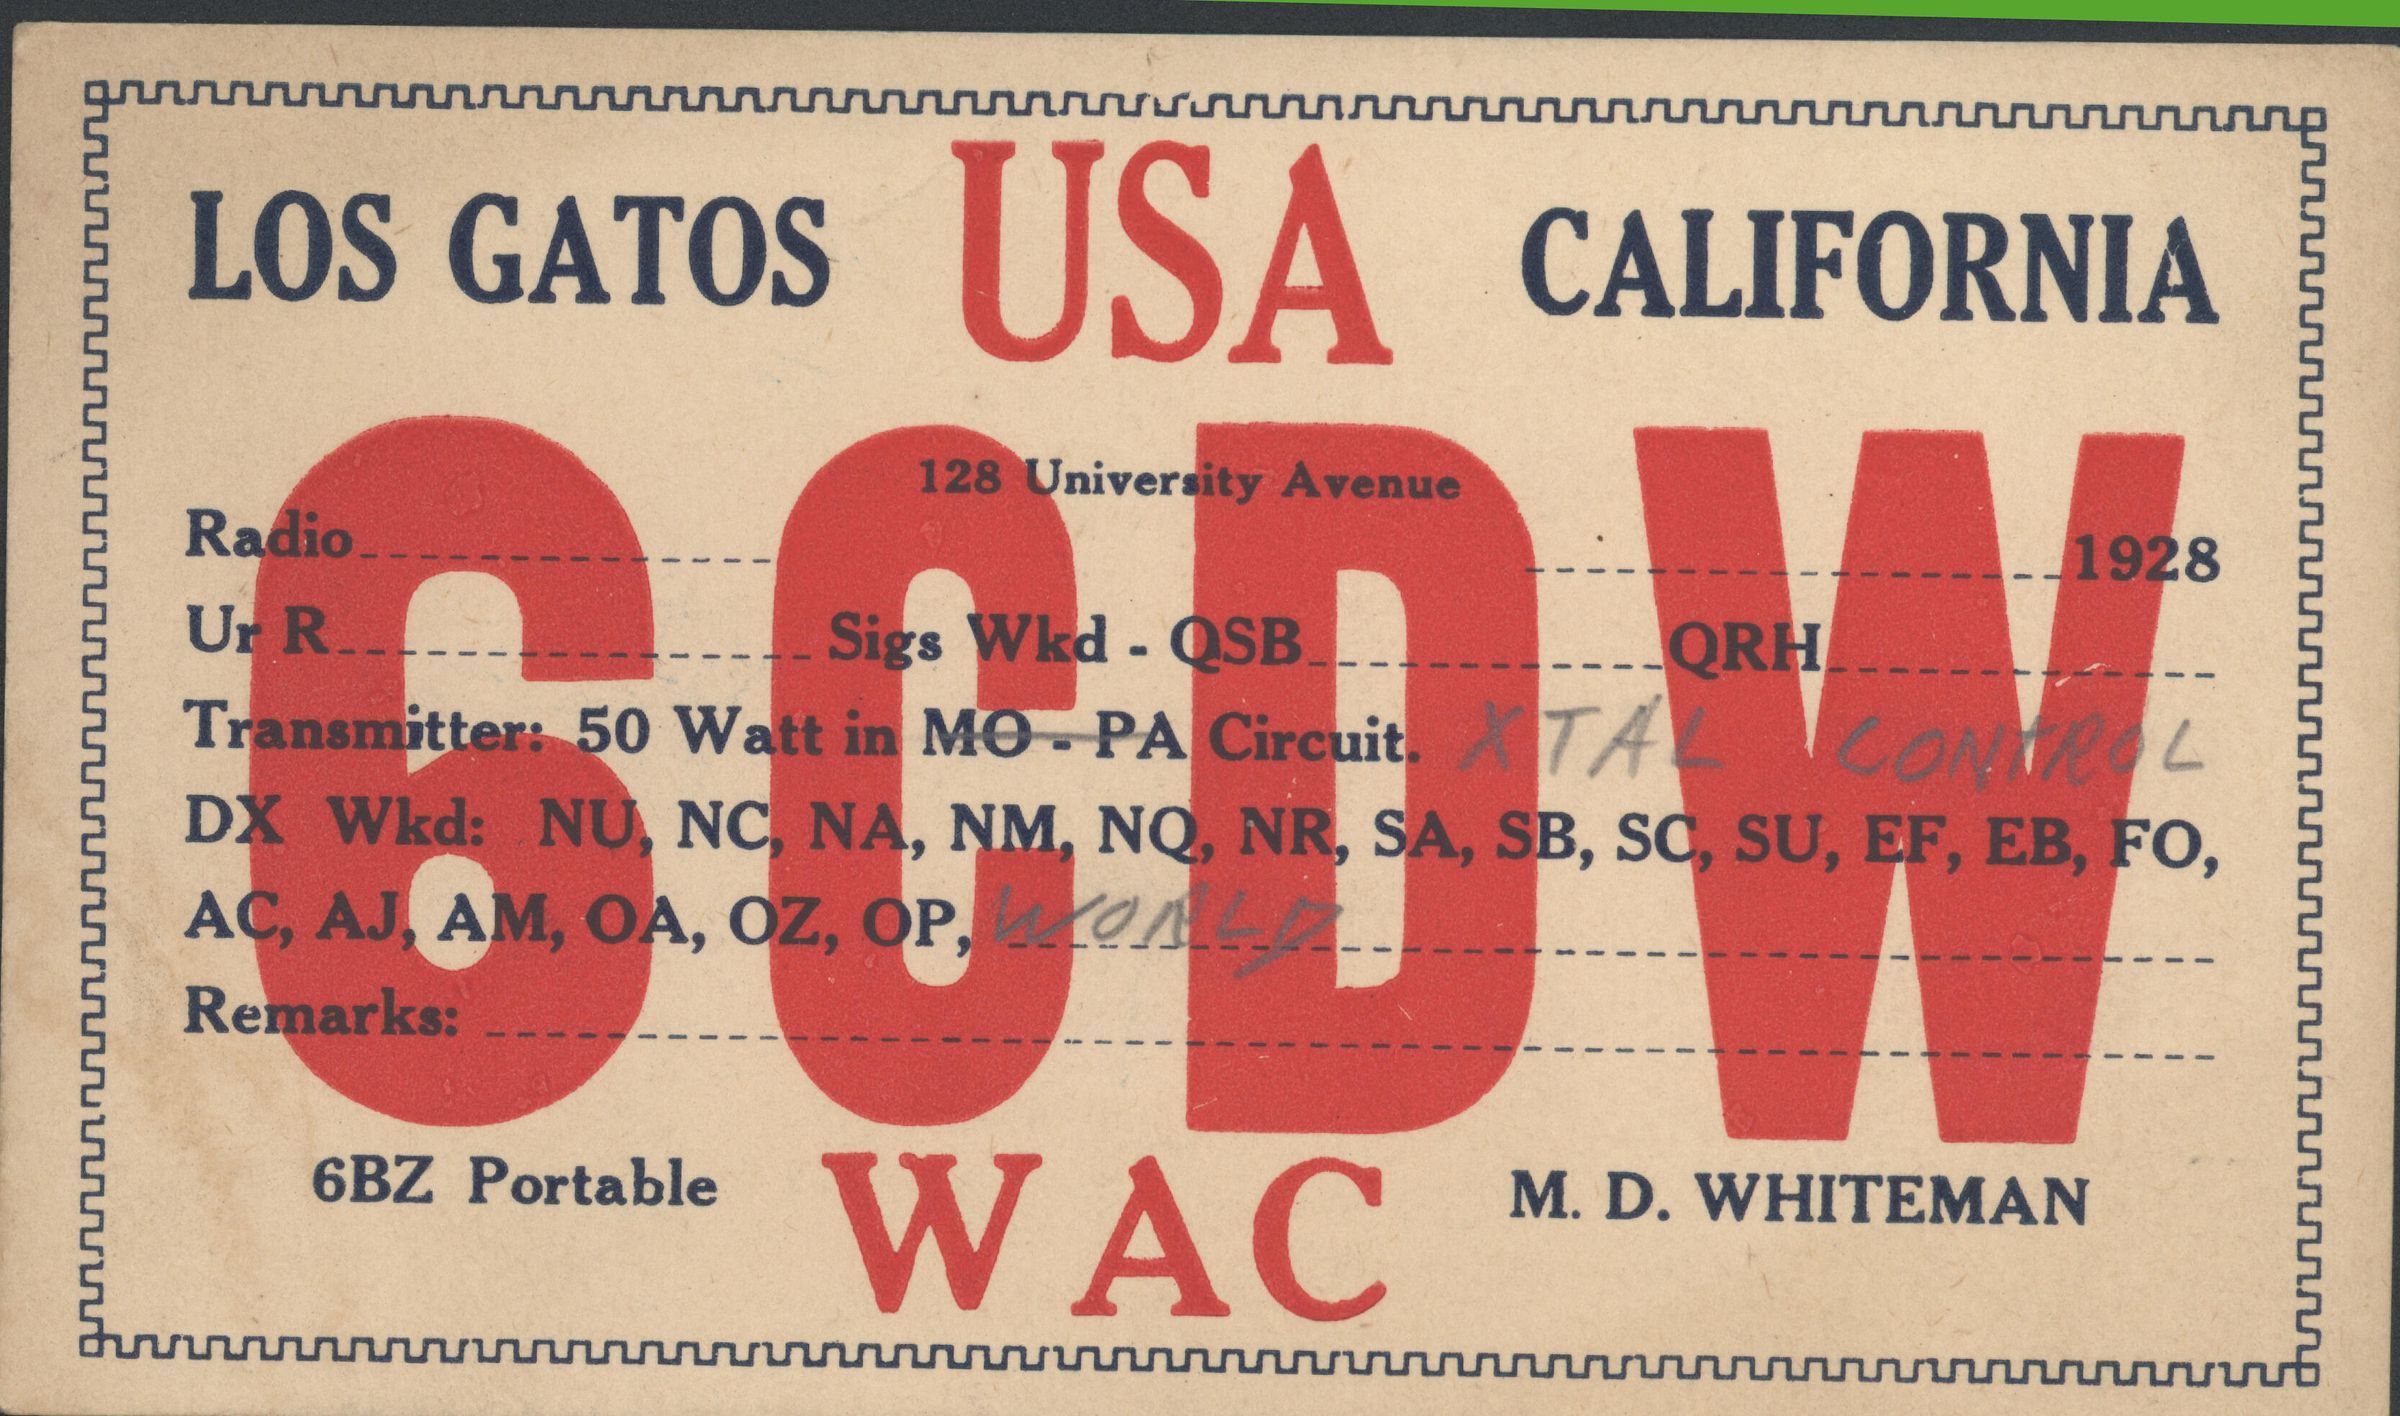 LOS GATOS USA CALIFORNIA
6CDW
128 University Avenue
Radio 1928
Ur R Sigs Wkd - QSB QRH
Transmitter: 50 Watt in MO - PA Circuit. XTAL CONTROL
DX Wkd: NU, NC, NA, NM, NQ, NR, SA, SB, SC, SU, EF, EB, FO,
AC, AJ, AM, OA, OZ, OP, WORLD
Remarks:
6BZ Portable WAC M. D. WHITEMAN